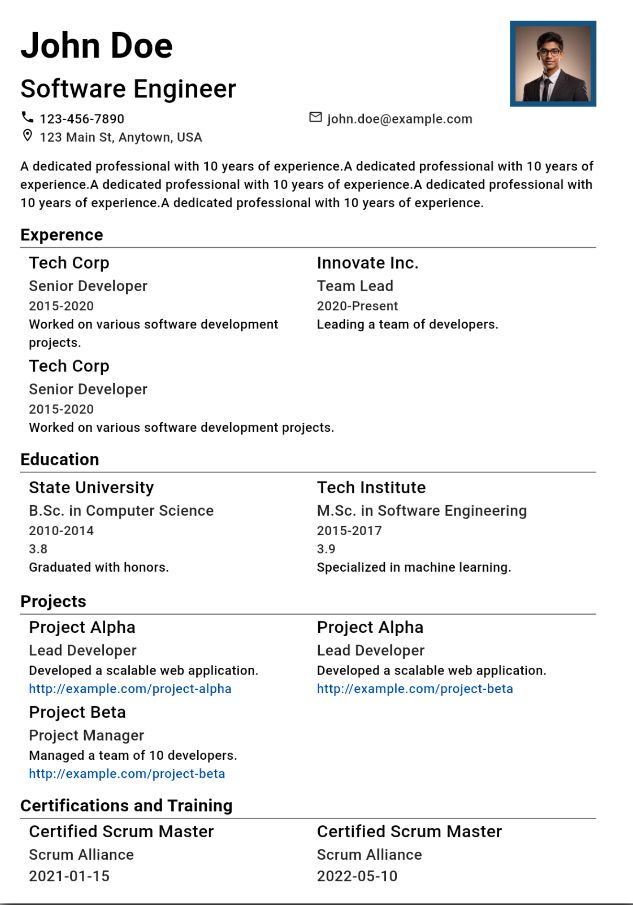 John Doe
Software Engineer
123-456-7890
john.doe@example.com
123 Main St, Anytown, USA
A dedicated professional with 10 years of experience.A dedicated professional with 10 years of
experience.A dedicated professional with 10 years of experience.A dedicated professional with
10 years of experience.A dedicated professional with 10 years of experience.
Experence
Tech Corp
Senior Developer
2015-2020
Worked on various software development
projects.
Innovate Inc.
Team Lead
2020-Present
Leading a team of developers.
Tech Corp
Senior Developer
2015-2020
Worked on various software development projects.
Education
State University
B.Sc. in Computer Science
2010-2014
3.8
Graduated with honors.
Tech Institute
M.Sc. in Software Engineering
2015-2017
3.9
Specialized in machine learning.
Projects
Project Alpha
Lead Developer
Developed a scalable web application.
http://example.com/project-alpha
Project Alpha
Lead Developer
Developed a scalable web application.
http://example.com/project-beta
Project Beta
Project Manager
Managed a team of 10 developers.
http://example.com/project-beta
Certifications and Training
Certified Scrum Master
Scrum Alliance
2021-01-15
Certified Scrum Master
Scrum Alliance
2022-05-10